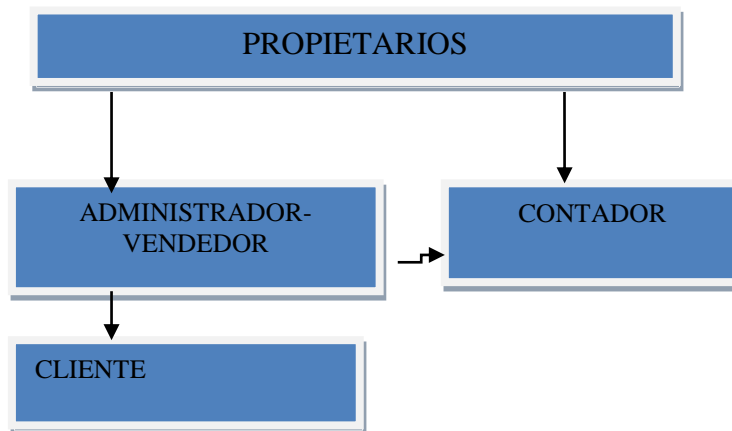 PROPIETARIOS
ADMINISTRADOR-
VENDEDOR
CONTADOR
CLIENTE